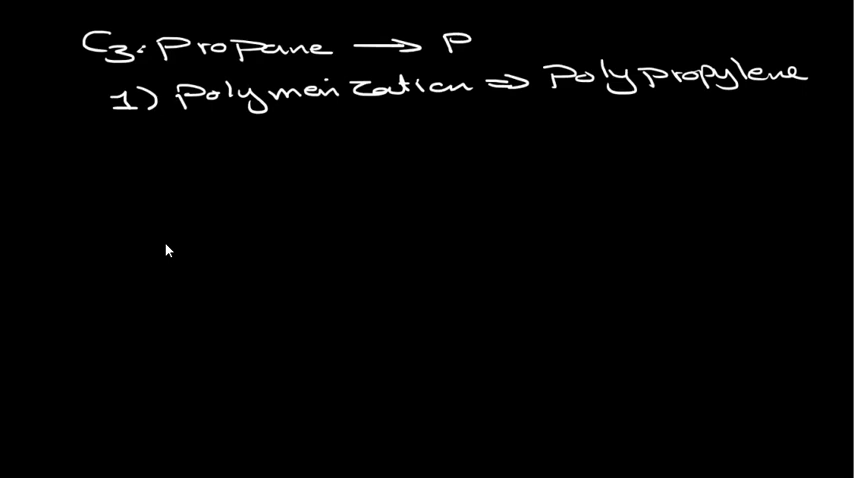 C3. Propane → P
1) Polymerization ⇒ Polypropylene